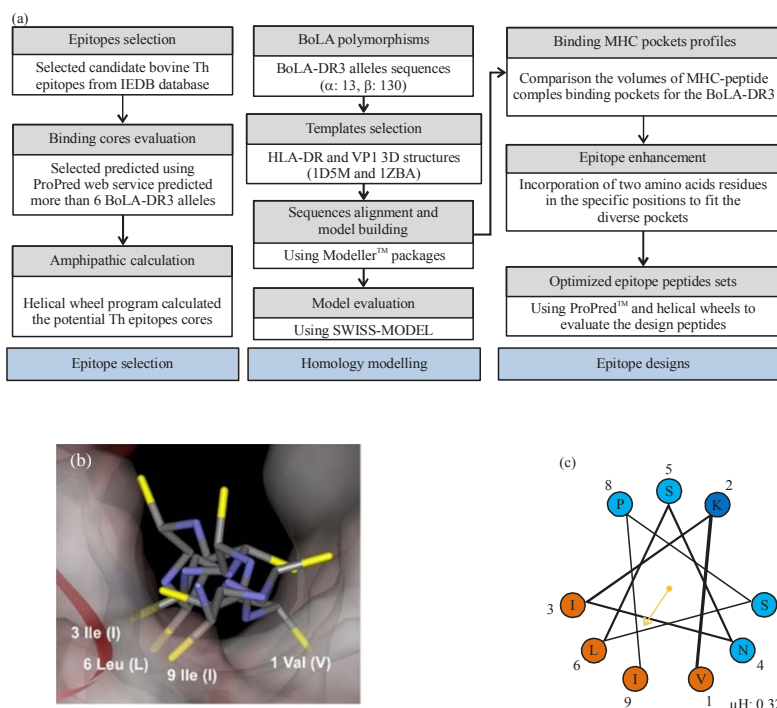 (a)
Epitopes selection
Selected candidate bovine Th
epitopes from IEDB database
Binding cores evaluation
Selected predicted using
ProPred web service predicted
more than 6 BoLA-DR3 alleles
Amphipathic calculation
Helical wheel program calculated
the potential Th epitopes cores
Epitope selection
BoLA polymorphisms
BoLA-DR3 alleles sequences
(α: 13, β: 130)
Templates selection
HLA-DR and VP1 3D structures
(1D5M and 1ZBA)
Sequences alignment and
model building
Using Modeller™ packages
Model evaluation
Using SWISS-MODEL
Homology modelling
Binding MHC pockets profiles
Comparison the volumes of MHC-peptide
comples binding pockets for the BoLA-DR3
Epitope enhancement
Incorporation of two amino acids residues
in the specific positions to fit the
diverse pockets
Optimized epitope peptides sets
Using ProPred™ and helical wheels to
evaluate the design peptides
Epitope designs
(b)
3 Ile (I)
6 Leu (L)
9 Ile (I)
1 Val (V)
(c)
5
8 S 2
P K
3 I S
L N
6 4
I V
9 1
μH: 0.32